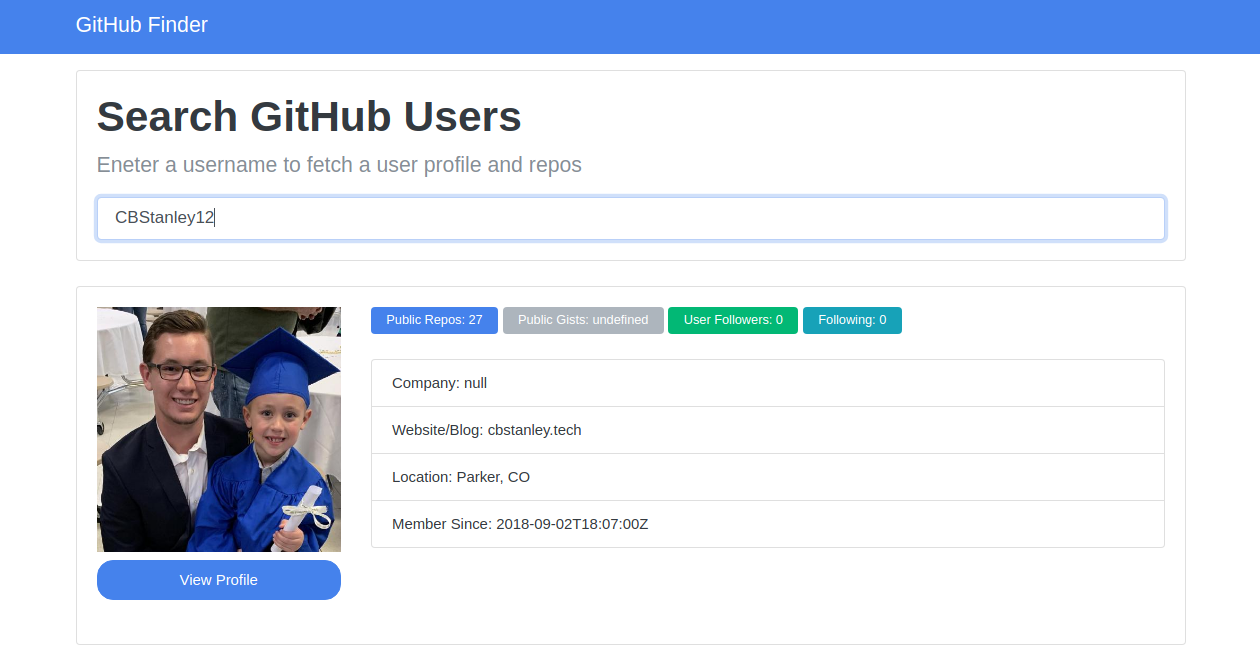 GitHub Finder
Search GitHub Users
Eneter a username to fetch a user profile and repos
CBStanley12
Public Repos: 27 Public Gists: undefined User Followers: 0 Following: 0
Company: null
Website/Blog: cbstanley.tech
Location: Parker, CO
Member Since: 2018-09-02T18:07:00Z
View Profile